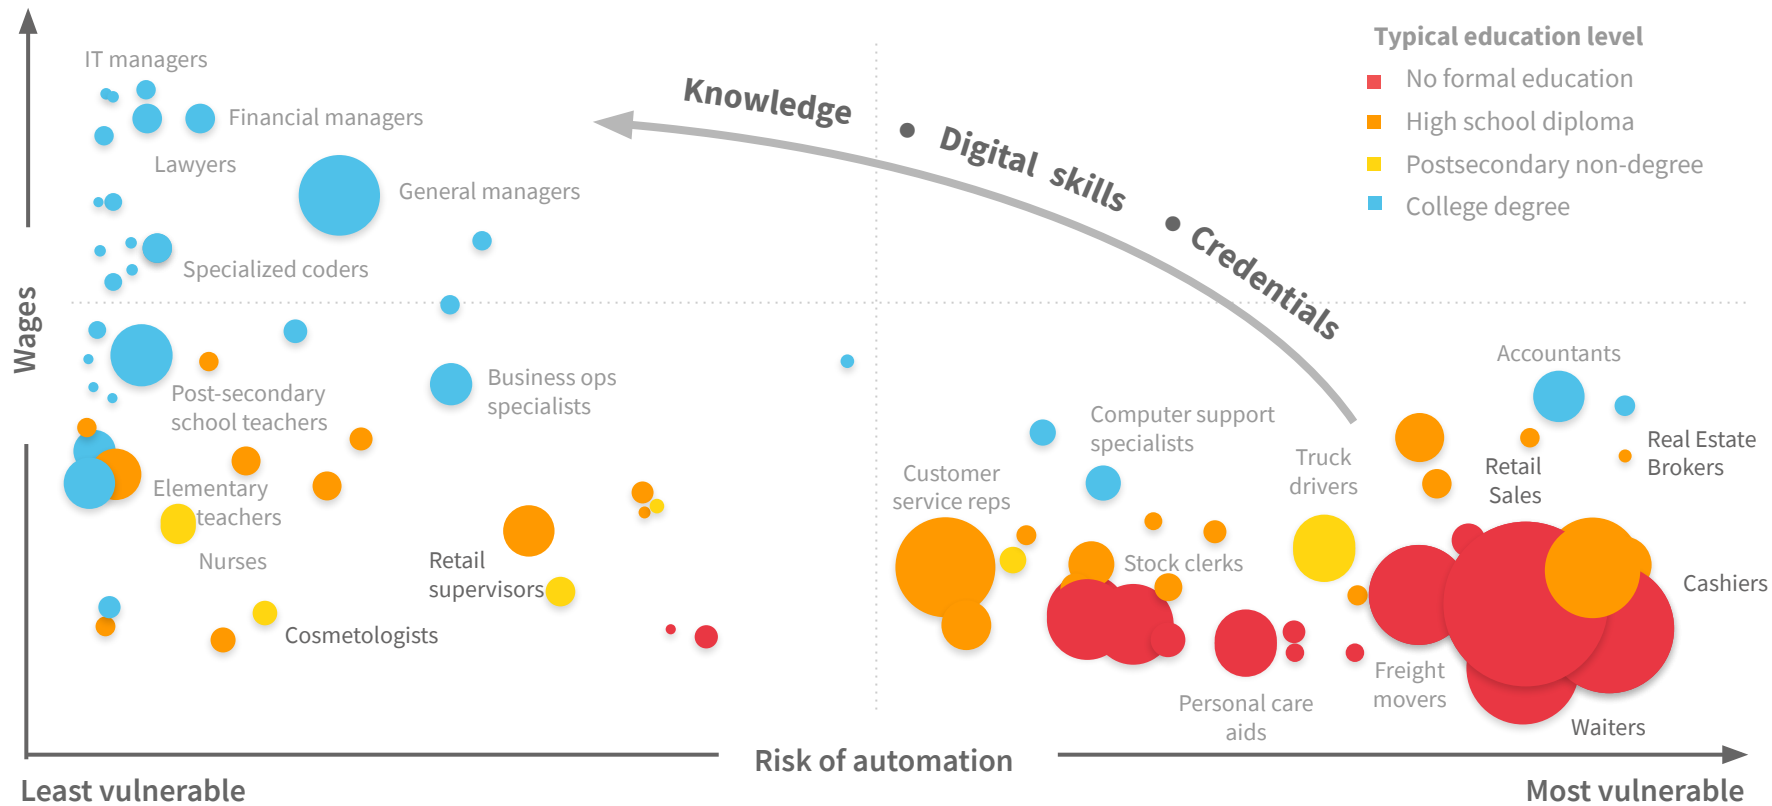 Typical education level
No formal education
High school diploma
Postsecondary non-degree
College degree
IT managers
Financial managers
Lawyers
General managers
Specialized coders
Knowledge • Digital skills • Credentials
Wages
Post-secondary
school teachers
Business ops
specialists
Elementary
teachers
Nurses
Retail
supervisors
Cosmetologists
Accountants
Computer support
specialists
Customer
service reps
Truck
drivers
Retail
Sales
Real Estate
Brokers
Stock clerks
Cashiers
Personal care
aids
Freight
movers
Waiters
Risk of automation
Least vulnerable
Most vulnerable